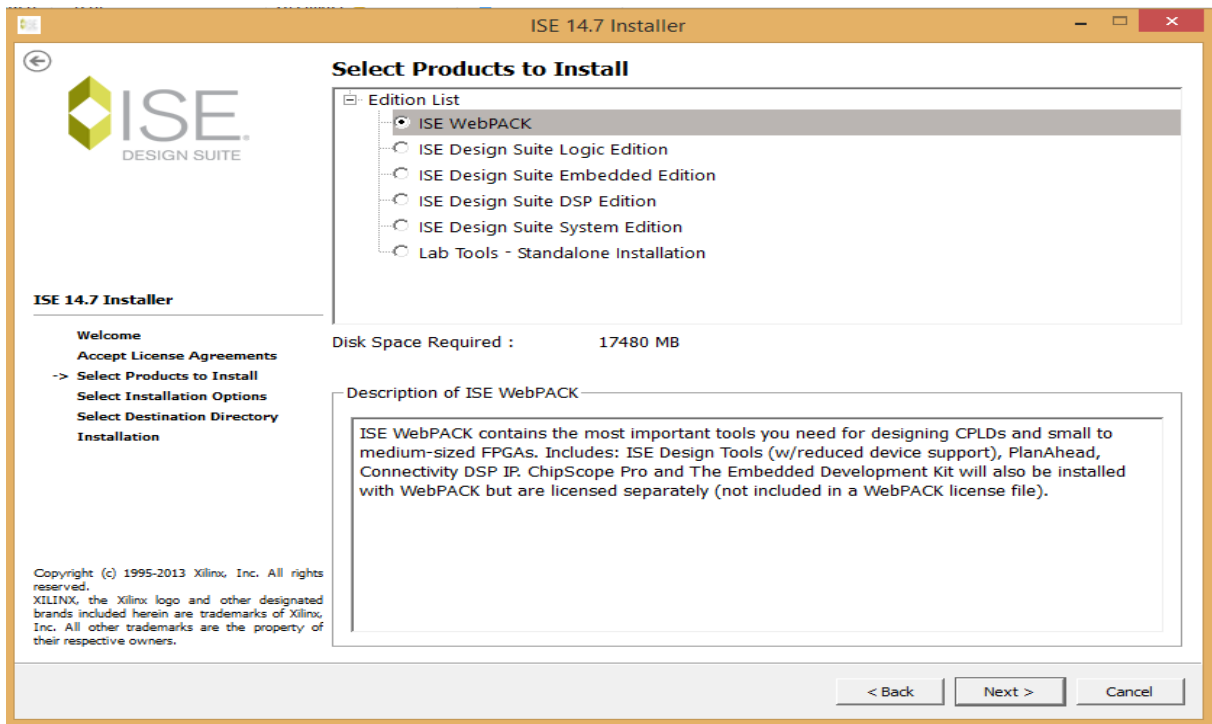 ISE 14.7 Installer
ISE.
DESIGN SUITE
ISE 14.7 Installer
Welcome
Accept License Agreements
-> Select Products to Install
Select Installation Options
Select Destination Directory
Installation
Copyright (c) 1995-2013 Xilinx, Inc. All rights
reserved.
XILINX, the Xilinx logo and other designated
brands included herein are trademarks of Xilinx,
Inc. All other trademarks are the property of
their respective owners.
Select Products to Install
Edition List
ISE WebPACK
ISE Design Suite Logic Edition
ISE Design Suite Embedded Edition
ISE Design Suite DSP Edition
ISE Design Suite System Edition
Lab Tools - Standalone Installation
Disk Space Required : 17480 MB
Description of ISE WebPACK
ISE WebPACK contains the most important tools you need for designing CPLDs and small to
medium-sized FPGAs. Includes: ISE Design Tools (w/reduced device support), PlanAhead,
Connectivity DSP IP. ChipScope Pro and The Embedded Development Kit will also be installed
with WebPACK but are licensed separately (not included in a WebPACK license file).
< Back Next > Cancel